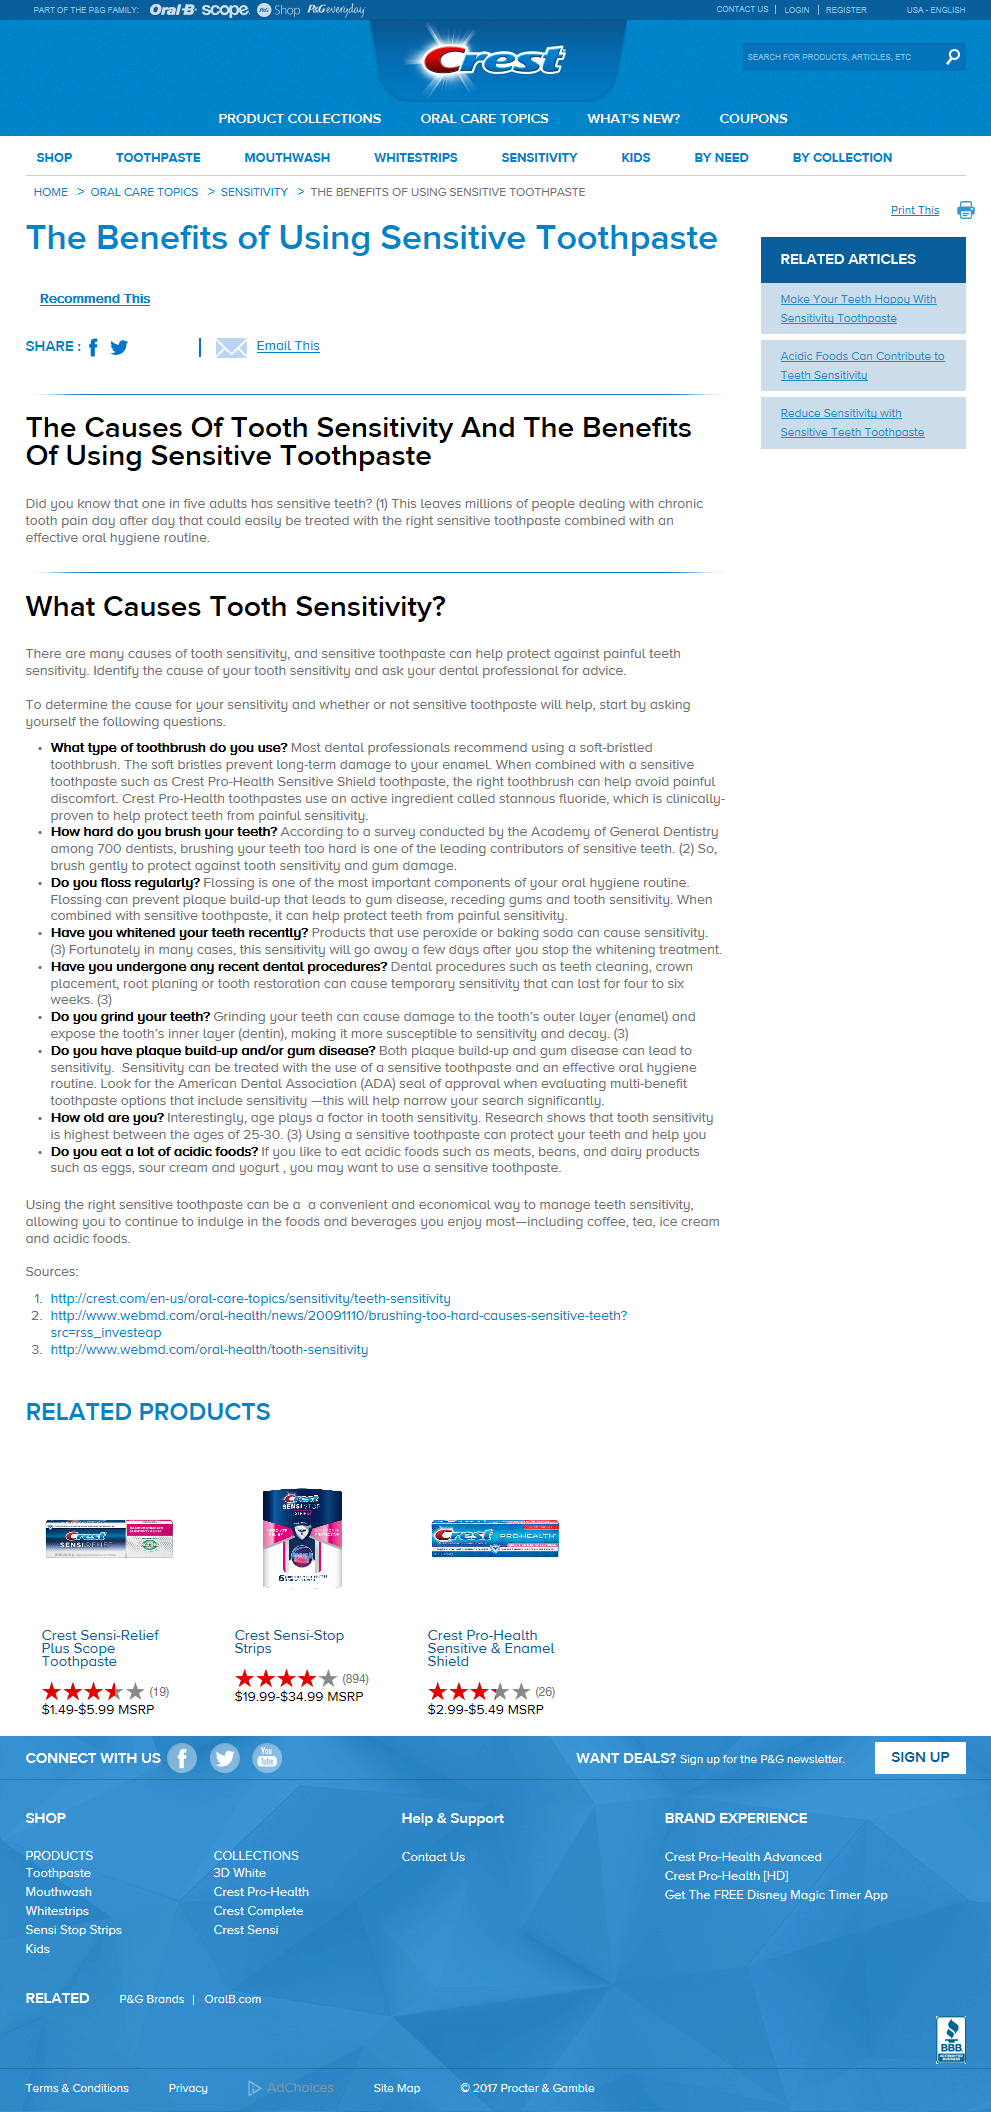 PART OF THE P&G FAMILY: Oral-B scope P&G Shop P&G everyday
CONTACT US | LOGIN | REGISTER USA - ENGLISH
Crest
SEARCH FOR PRODUCTS, ARTICLES, ETC
PRODUCT COLLECTIONS ORAL CARE TOPICS WHAT'S NEW? COUPONS
SHOP TOOTHPASTE MOUTHWASH WHITESTRIPS SENSITIVITY KIDS BY NEED BY COLLECTION
HOME > ORAL CARE TOPICS > SENSITIVITY > THE BENEFITS OF USING SENSITIVE TOOTHPASTE
Print This
The Benefits of Using Sensitive Toothpaste
Recommend This
SHARE :
Email This
RELATED ARTICLES
Make Your Teeth Happy With
Sensitivity Toothpaste
Acidic Foods Can Contribute to
Teeth Sensitivity
Reduce Sensitivity with
Sensitive Teeth Toothpaste
The Causes Of Tooth Sensitivity And The Benefits
Of Using Sensitive Toothpaste
Did you know that one in five adults has sensitive teeth? (1) This leaves millions of people dealing with chronic
tooth pain day after day that could easily be treated with the right sensitive toothpaste combined with an
effective oral hygiene routine.
What Causes Tooth Sensitivity?
There are many causes of tooth sensitivity, and sensitive toothpaste can help protect against painful teeth
sensitivity. Identify the cause of your tooth sensitivity and ask your dental professional for advice.
To determine the cause for your sensitivity and whether or not sensitive toothpaste will help, start by asking
yourself the following questions.
• What type of toothbrush do you use? Most dental professionals recommend using a soft-bristled
toothbrush. The soft bristles prevent long-term damage to your enamel. When combined with a sensitive
toothpaste such as Crest Pro-Health Sensitive Shield toothpaste, the right toothbrush can help avoid painful
discomfort. Crest Pro-Health toothpastes use an active ingredient called stannous fluoride, which is clinically-
proven to help protect teeth from painful sensitivity.
• How hard do you brush your teeth? According to a survey conducted by the Academy of General Dentistry
among 700 dentists, brushing your teeth too hard is one of the leading contributors of sensitive teeth. (2) So,
brush gently to protect against tooth sensitivity and gum damage.
• Do you floss regularly? Flossing is one of the most important components of your oral hygiene routine.
Flossing can prevent plaque build-up that leads to gum disease, receding gums and tooth sensitivity. When
combined with sensitive toothpaste, it can help protect teeth from painful sensitivity.
• Have you whitened your teeth recently? Products that use peroxide or baking soda can cause sensitivity.
(3) Fortunately in many cases, this sensitivity will go away a few days after you stop the whitening treatment.
• Have you undergone any recent dental procedures? Dental procedures such as teeth cleaning, crown
placement, root planing or tooth restoration can cause temporary sensitivity that can last for four to six
weeks. (3)
• Do you grind your teeth? Grinding your teeth can cause damage to the tooth's outer layer (enamel) and
expose the tooth's inner layer (dentin), making it more susceptible to sensitivity and decay. (3)
• Do you have plaque build-up and/or gum disease? Both plaque build-up and gum disease can lead to
sensitivity. Sensitivity can be treated with the use of a sensitive toothpaste and an effective oral hygiene
routine. Look for the American Dental Association (ADA) seal of approval when evaluating multi-benefit
toothpaste options that include sensitivity —this will help narrow your search significantly.
• How old are you? Interestingly, age plays a factor in tooth sensitivity. Research shows that tooth sensitivity
is highest between the ages of 25-30. (3) Using a sensitive toothpaste can protect your teeth and help you
• Do you eat a lot of acidic foods? If you like to eat acidic foods such as meats, beans, and dairy products
such as eggs, sour cream and yogurt , you may want to use a sensitive toothpaste.
Using the right sensitive toothpaste can be a a convenient and economical way to manage teeth sensitivity,
allowing you to continue to indulge in the foods and beverages you enjoy most—including coffee, tea, ice cream
and acidic foods.
Sources:
1. http://crest.com/en-us/oral-care-topics/sensitivity/teeth-sensitivity
2. http://www.webmd.com/oral-health/news/20091110/brushing-too-hard-causes-sensitive-teeth?
src=rss_investeap
3. http://www.webmd.com/oral-health/tooth-sensitivity
RELATED PRODUCTS
Crest
SENSI RELIEF
Crest
SENSI-STOP
STRIPS
6
Crest PRO-HEALTH
Crest Sensi-Relief
Plus Scope
Toothpaste
(19)
$1.49-$5.99 MSRP
Crest Sensi-Stop
Strips
(894)
$19.99-$34.99 MSRP
Crest Pro-Health
Sensitive & Enamel
Shield
(26)
$2.99-$5.49 MSRP
CONNECT WITH US You Tube
WANT DEALS? Sign up for the P&G newsletter. SIGN UP
SHOP
PRODUCTS
Toothpaste
Mouthwash
Whitestrips
Sensi Stop Strips
Kids
COLLECTIONS
3D White
Crest Pro-Health
Crest Complete
Crest Sensi
Help & Support
Contact Us
BRAND EXPERIENCE
Crest Pro-Health Advanced
Crest Pro-Health [HD]
Get The FREE Disney Magic Timer App
RELATED P&G Brands | OralB.com
BBB
ACCREDITED
BUSINESS
Terms & Conditions Privacy AdChoices Site Map © 2017 Procter & Gamble